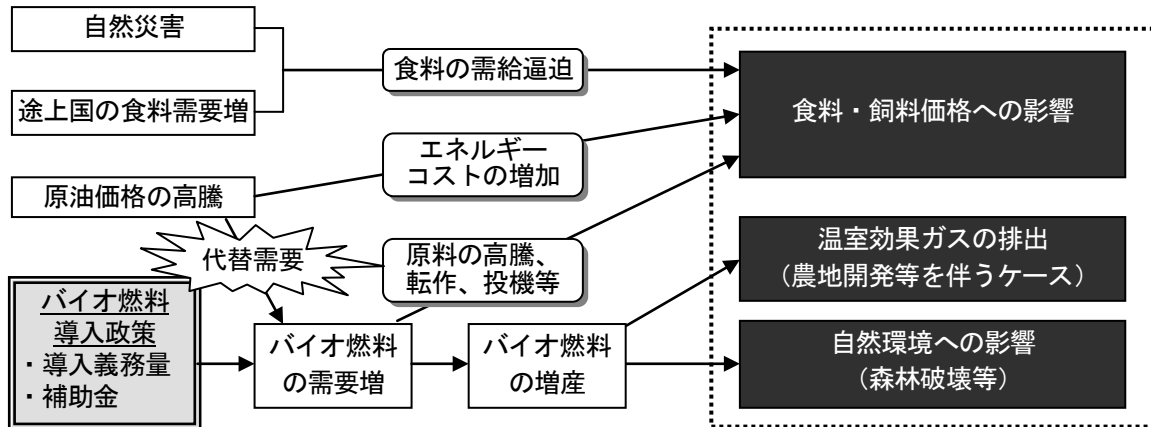 自然災害
途上国の食料需要増
食料の需給逼迫
食料・飼料価格への影響
エネルギー
コストの増加
原油価格の高騰
代替需要
原料の高騰、
転作、投機等
温室効果ガスの排出
（農地開発等を伴うケース）
バイオ燃料
導入政策
・導入義務量
・補助金
バイオ燃料
の需要増
バイオ燃料
の増産
自然環境への影響
（森林破壊等）